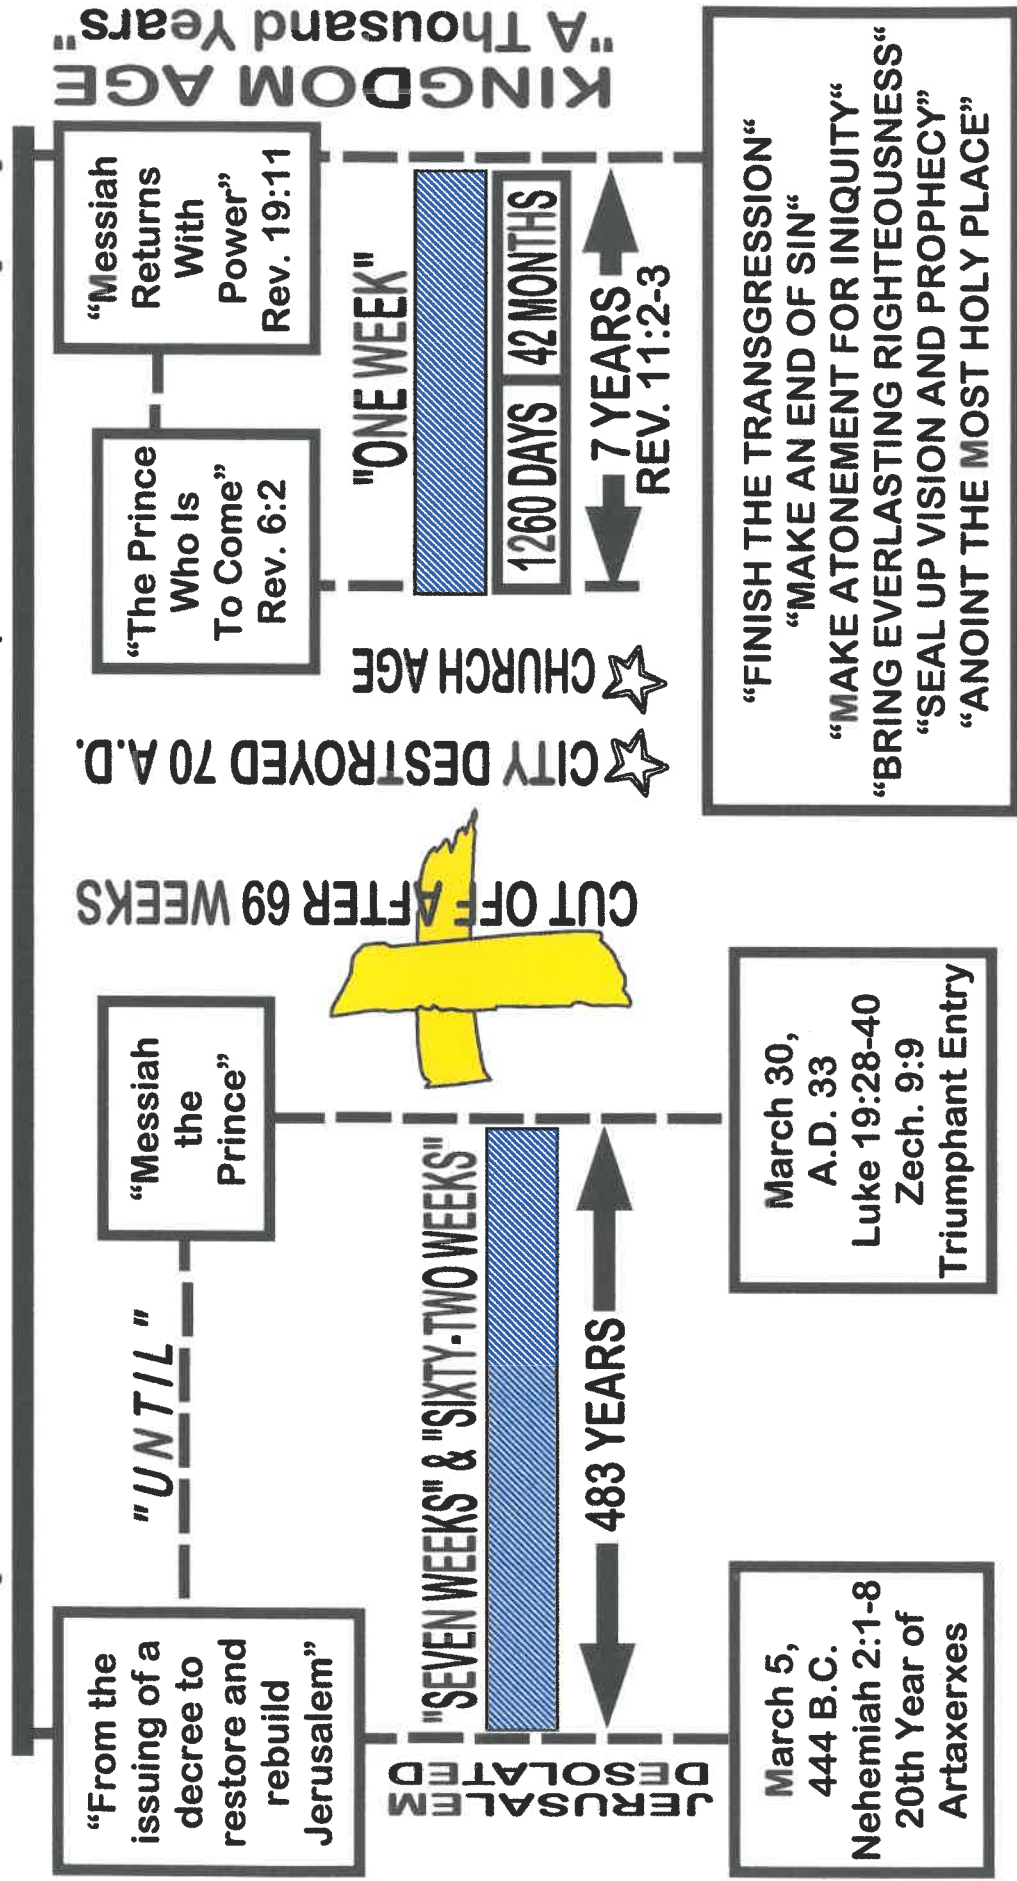 “From the
issuing of a
decree to
restore and
rebuild
Jerusalem”
"UNTIL"
“Messiah
the
Prince”
“The Prince
Who Is
To Come”
Rev. 6:2
“Messiah
Returns
With
Power”
Rev. 19:11
KINGDOM AGE
"A Thousand Years"
JERUSALEM
DESOLATED
"SEVEN WEEKS" & "SIXTY-TWO WEEKS"
483 YEARS
CUT OFF AFTER 69 WEEKS
CITY DESTROYED 70 A.D.
CHURCH AGE
"ONE WEEK"
1260 DAYS
42 MONTHS
7 YEARS
REV. 11:2-3
March 5,
444 B.C.
Nehemiah 2:1-8
20th Year of
Artaxerxes
March 30,
A.D. 33
Luke 19:28-40
Zech. 9:9
Triumphant Entry
“FINISH THE TRANSGRESSION“
“MAKE AN END OF SIN“
“MAKE ATONEMENT FOR INIQUITY“
“BRING EVERLASTING RIGHTEOUSNESS“
“SEAL UP VISION AND PROPHECY”
“ANOINT THE MOST HOLY PLACE”